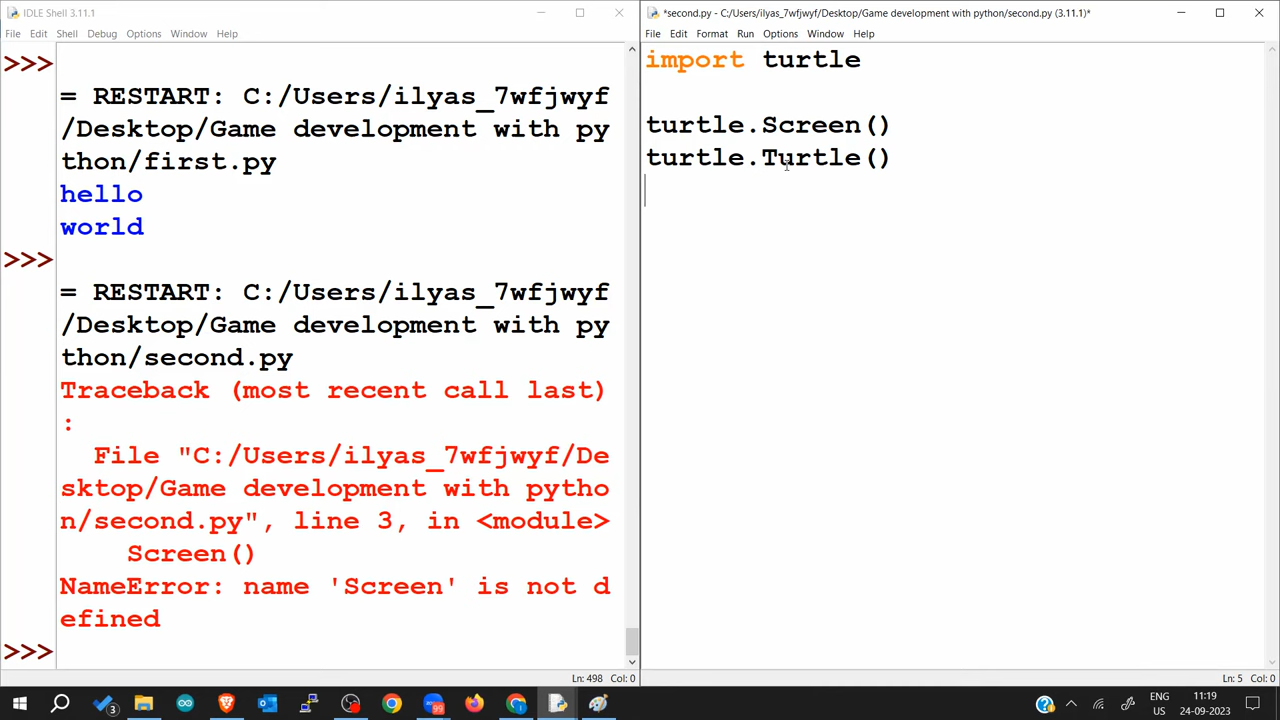 IDLE Shell 3.11.1
File Edit Shell Debug Options Window Help
>>>
= RESTART: C:/Users/ilyas_7wfjwyf
/Desktop/Game development with py
thon/first.py
hello
world
>>>
= RESTART: C:/Users/ilyas_7wfjwyf
/Desktop/Game development with py
thon/second.py
Traceback (most recent call last)
:
File "C:/Users/ilyas_7wfjwyf/De
sktop/Game development with pytho
n/second.py", line 3, in <module>
Screen()
NameError: name 'Screen' is not d
efined
>>>
Ln: 498 Col: 0
*second.py - C:/Users/ilyas_7wfjwyf/Desktop/Game development with python/second.py (3.11.1)*
File Edit Format Run Options Window Help
import turtle
turtle.Screen()
turtle.Turtle()
Ln: 5 Col: 0
3
99
ENG
US
11:19
24-09-2023